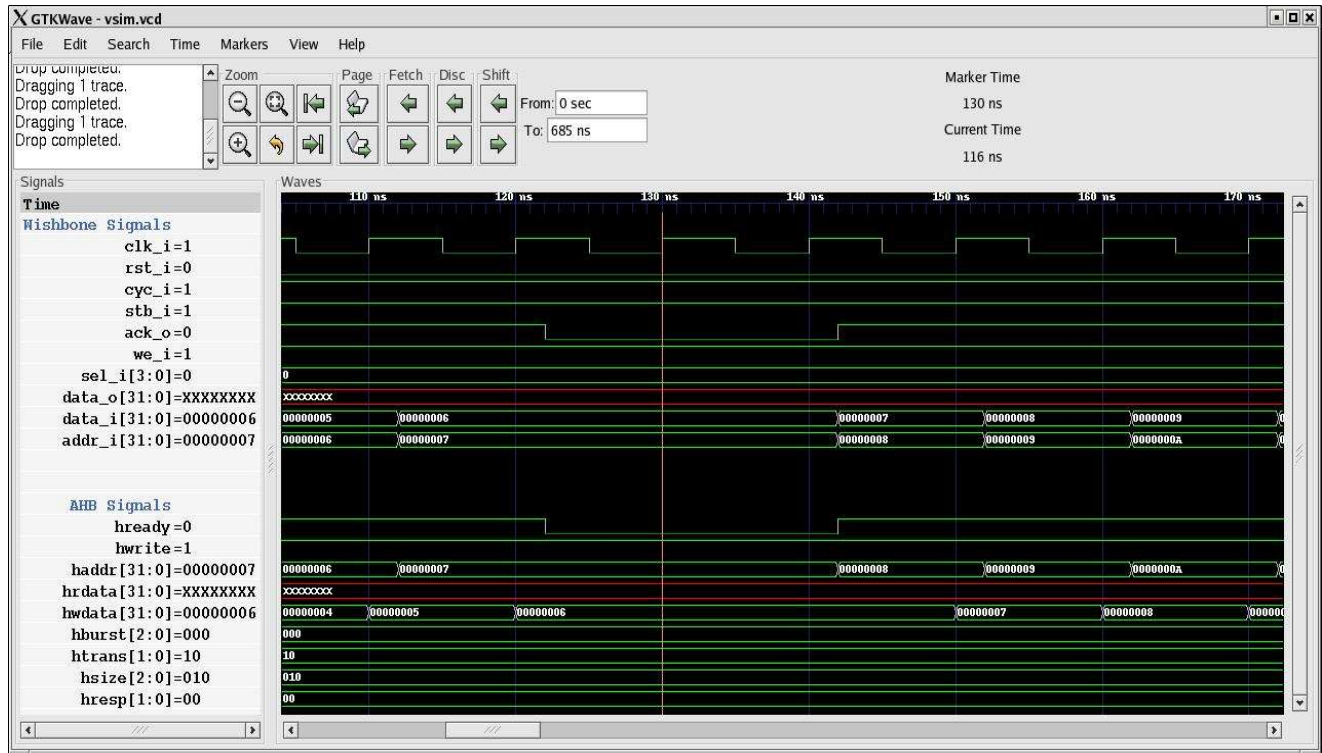 GTKWave - vsim.vcd
File Edit Search Time Markers View Help
Drop completed.
Dragging 1 trace.
Drop completed.
Dragging 1 trace.
Drop completed.
Zoom
Page
Fetch
Disc
Shift
From: 0 sec
To: 685 ns
Marker Time
130 ns
Current Time
116 ns
Signals
Waves
Time
110 ns 120 ns 130 ns 140 ns 150 ns 160 ns 170 ns
Wishbone Signals
clk_i=1
rst_i=0
cyc_i=1
stb_i=1
ack_o=0
we_i=1
sel_i[3:0]=0 0
data_o[31:0]=XXXXXXXX XXXXXXXX
data_i[31:0]=00000006 00000005 00000006 00000007 00000008 00000009
addr_i[31:0]=00000007 00000006 00000007 00000008 00000009 0000000A
AHB Signals
hready=0
hwrite=1
haddr[31:0]=00000007 00000006 00000007 00000008 00000009 0000000A
hrdata[31:0]=XXXXXXXX XXXXXXXX
hwdata[31:0]=00000006 00000004 00000005 00000006 00000007 00000008 00000
hburst[2:0]=000 000
htrans[1:0]=10 10
hsize[2:0]=010 010
hresp[1:0]=00 00